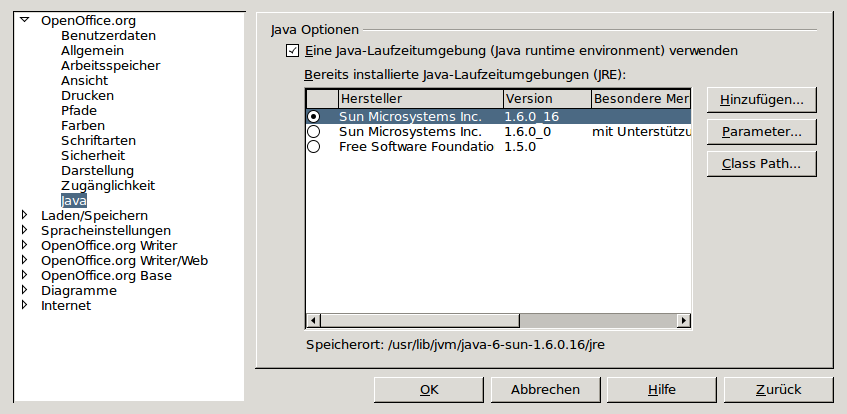 OpenOffice.org
Benutzerdaten
Allgemein
Arbeitsspeicher
Ansicht
Drucken
Pfade
Farben
Schriftarten
Sicherheit
Darstellung
Zugänglichkeit
Java
Laden/Speichern
Spracheinstellungen
OpenOffice.org Writer
OpenOffice.org Writer/Web
OpenOffice.org Base
Diagramme
Internet
Java Optionen
Eine Java-Laufzeitumgebung (Java runtime environment) verwenden
Bereits installierte Java-Laufzeitumgebungen (JRE):
Hersteller Version Besondere Mer
Sun Microsystems Inc. 1.6.0_16
Sun Microsystems Inc. 1.6.0_0 mit Unterstützu
Free Software Foundatio 1.5.0
Speicherort: /usr/lib/jvm/java-6-sun-1.6.0.16/jre
Hinzufügen...
Parameter...
Class Path...
OK Abbrechen Hilfe Zurück